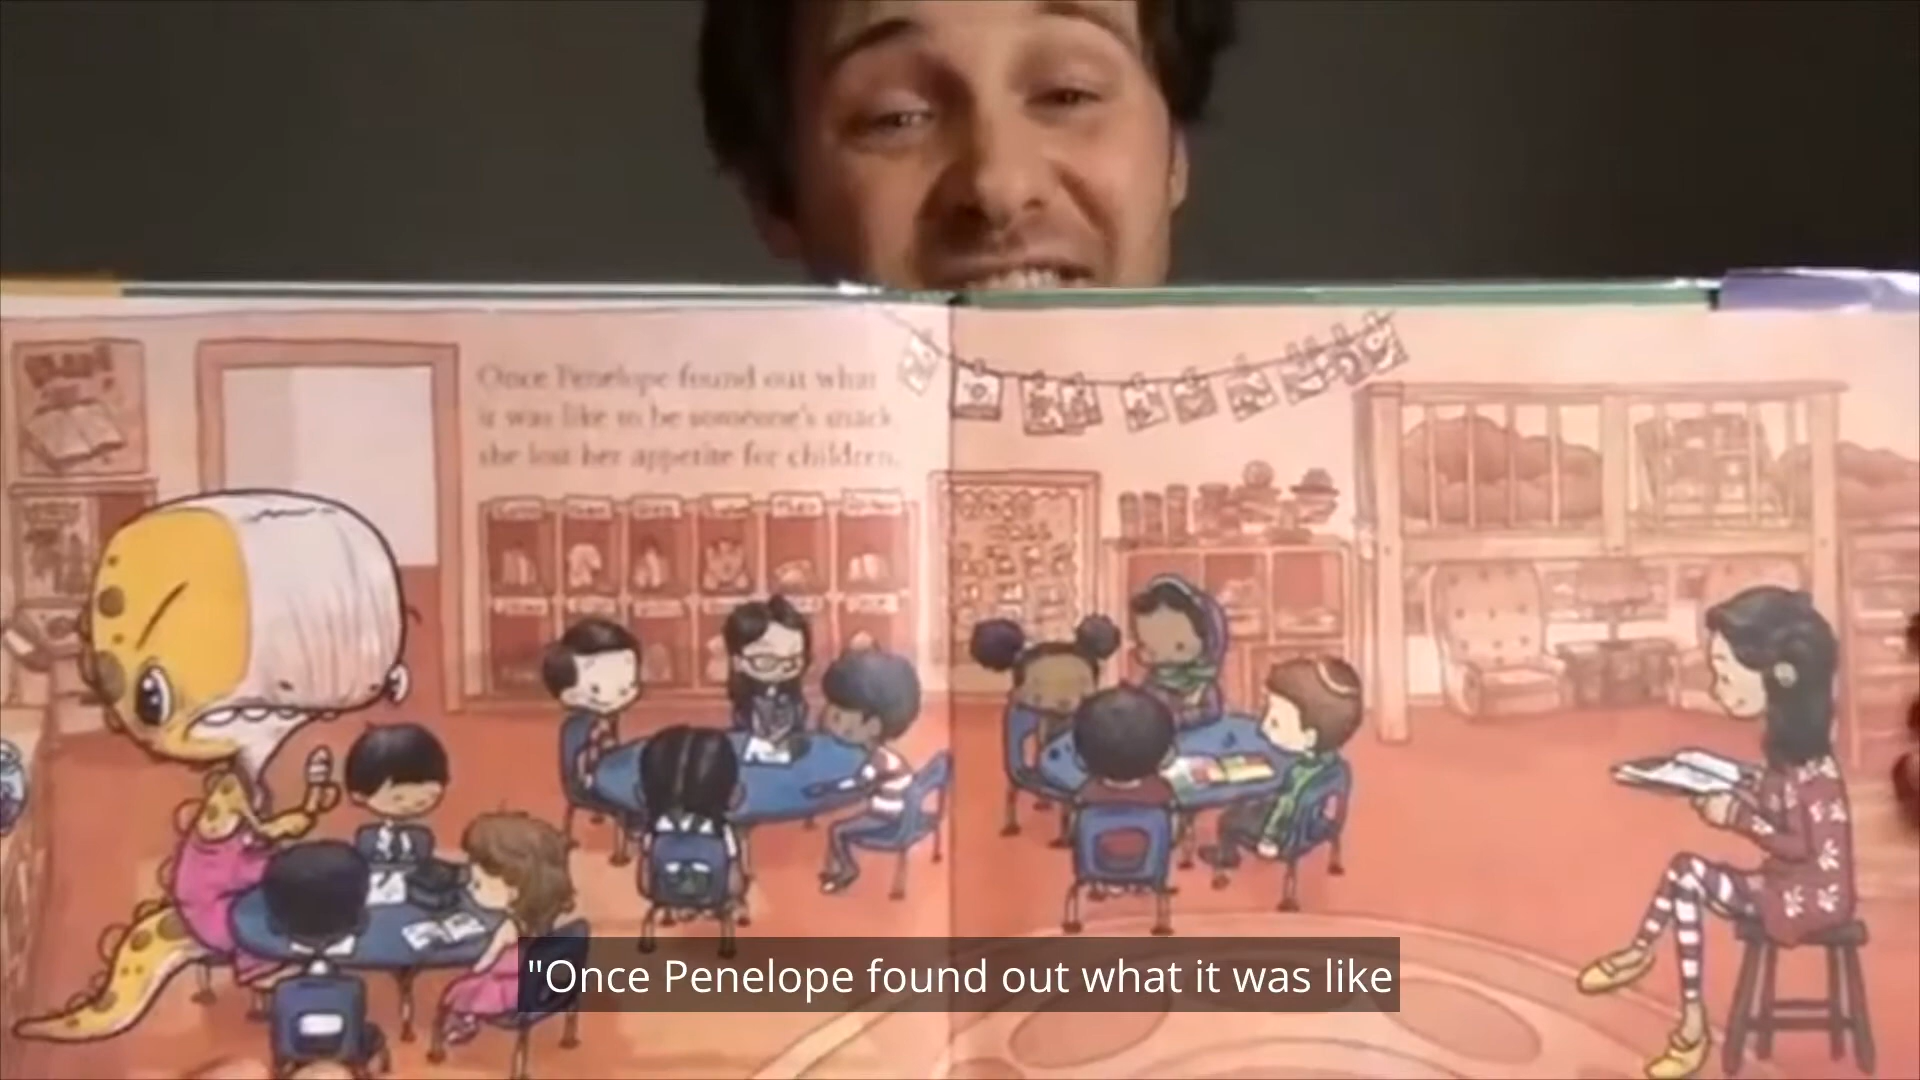 Once Penelope found out what
it was like to be someone's snack
she lost her appetite for children.
"Once Penelope found out what it was like